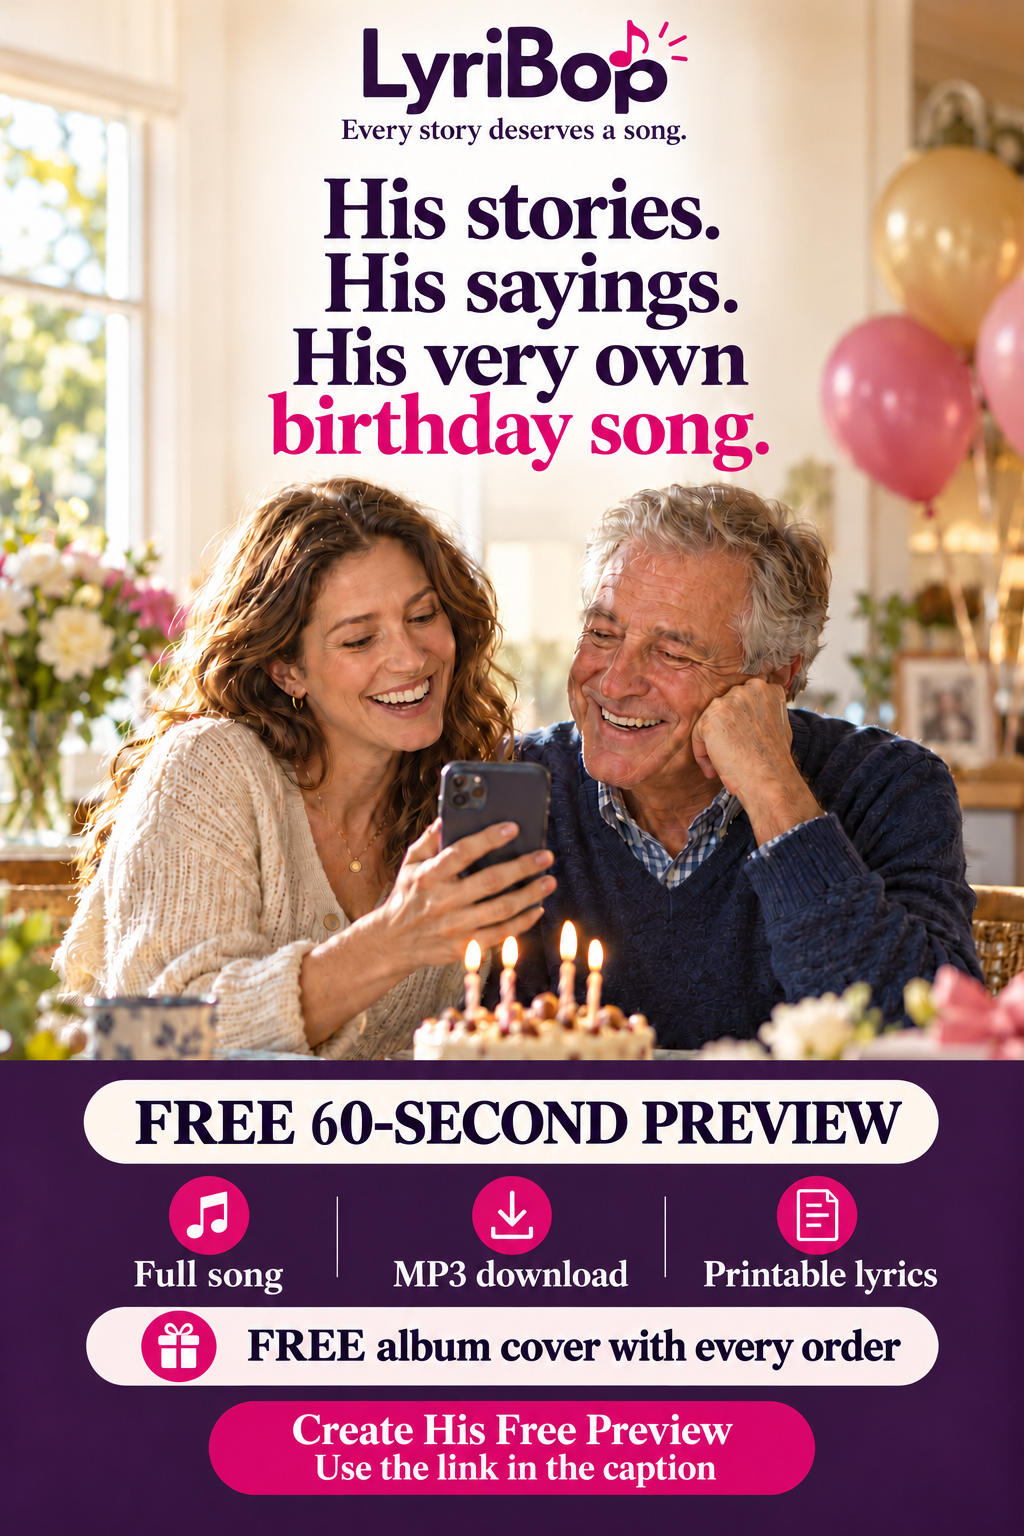 LyriBop
Every story deserves a song.
His stories.
His sayings.
His very own
birthday song.
FREE 60-SECOND PREVIEW
Full song
MP3 download
Printable lyrics
FREE album cover with every order
Create His Free Preview
Use the link in the caption